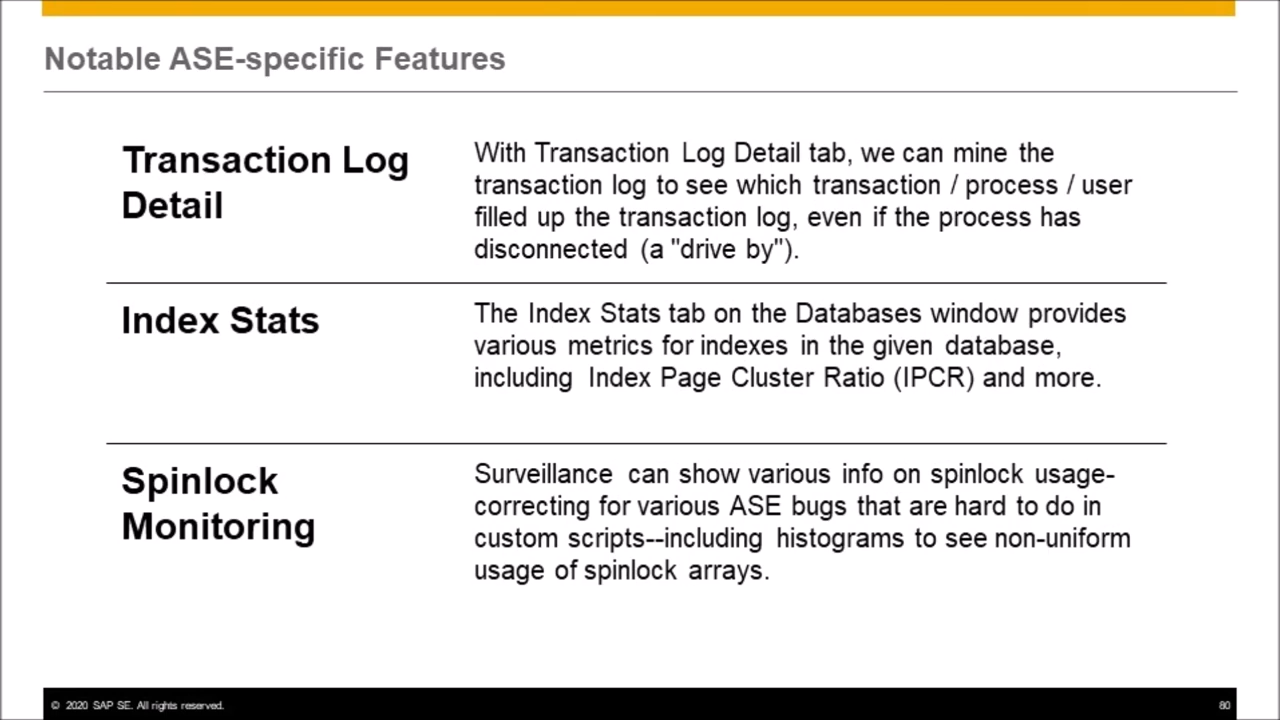 Notable ASE-specific Features
Transaction Log
Detail
With Transaction Log Detail tab, we can mine the
transaction log to see which transaction / process / user
filled up the transaction log, even if the process has
disconnected (a "drive by").
Index Stats
The Index Stats tab on the Databases window provides
various metrics for indexes in the given database,
including Index Page Cluster Ratio (IPCR) and more.
Spinlock
Monitoring
Surveillance can show various info on spinlock usage-
correcting for various ASE bugs that are hard to do in
custom scripts--including histograms to see non-uniform
usage of spinlock arrays.
© 2020 SAP SE. All rights reserved.
80